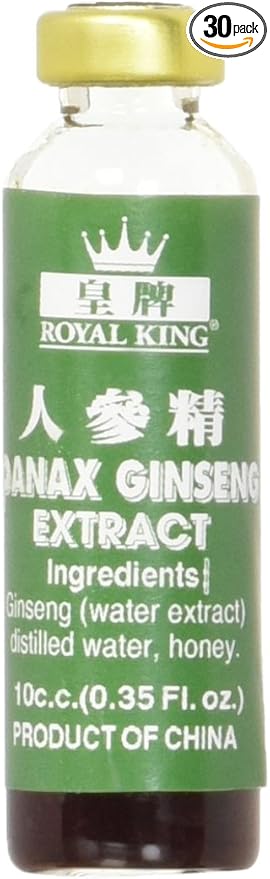 30 pack
皇牌
ROYAL KING®
人參精
PANAX GINSENG
EXTRACT
Ingredients:
Ginseng (water extract)
distilled water, honey.
10c.c.(0.35 Fl. oz.)
PRODUCT OF CHINA